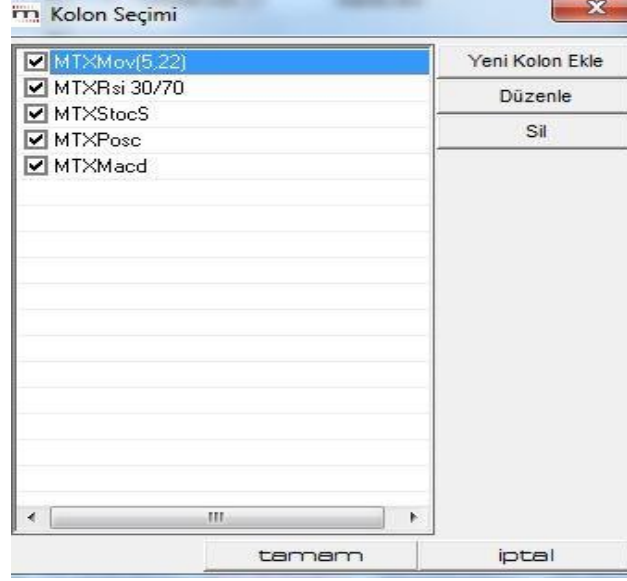 Kolon Seçimi
MTXMov(5,22)
MTXRsi 30/70
MTXStocS
MTXPosc
MTXMacd
Yeni Kolon Ekle
Düzenle
Sil
tamam
iptal